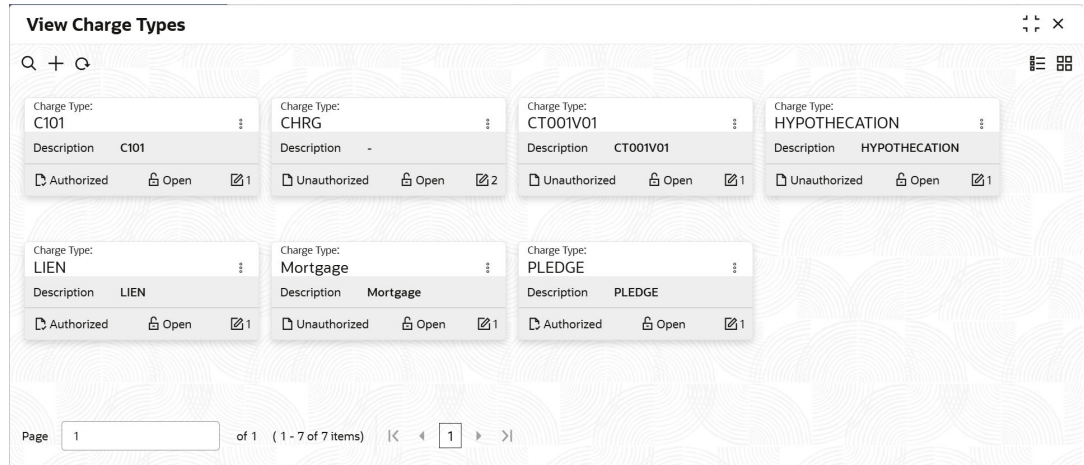 View Charge Types
Charge Type: Charge Type: Charge Type: Charge Type:
C101 CHRG CT001V01 HYPOTHECATION
Description C101 Description - Description CT001V01 Description HYPOTHECATION
Authorized Open 1 Unauthorized Open 2 Unauthorized Open 1 Unauthorized Open 1
Charge Type: Charge Type: Charge Type:
LIEN Mortgage PLEDGE
Description LIEN Description Mortgage Description PLEDGE
Authorized Open 1 Unauthorized Open 1 Authorized Open 1
Page 1 of 1 ( 1 - 7 of 7 items) 1